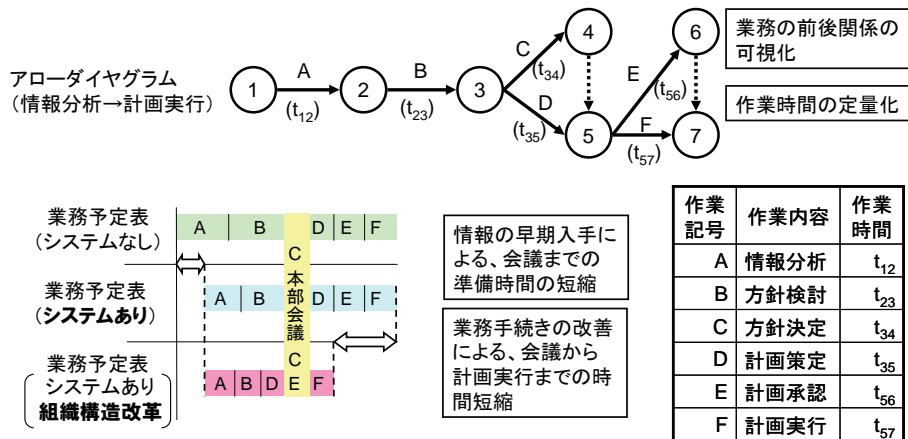 アローダイヤグラム
（情報分析→計画実行）
1
A
(t12)
2
B
(t23)
3
C
(t34)
4
D
(t35)
5
E
(t56)
6
F
(t57)
7
業務の前後関係の
可視化
作業時間の定量化
業務予定表
（システムなし）
A B D E F
業務予定表
（システムあり）
A B D E F
業務予定表
システムあり
組織構造改革
A B D E F
C 本部会議 C
情報の早期入手に
よる、会議までの
準備時間の短縮
業務手続きの改善
による、会議から
計画実行までの時
間短縮
作業記号 作業内容 作業時間
A 情報分析 t12
B 方針検討 t23
C 方針決定 t34
D 計画策定 t35
E 計画承認 t56
F 計画実行 t57